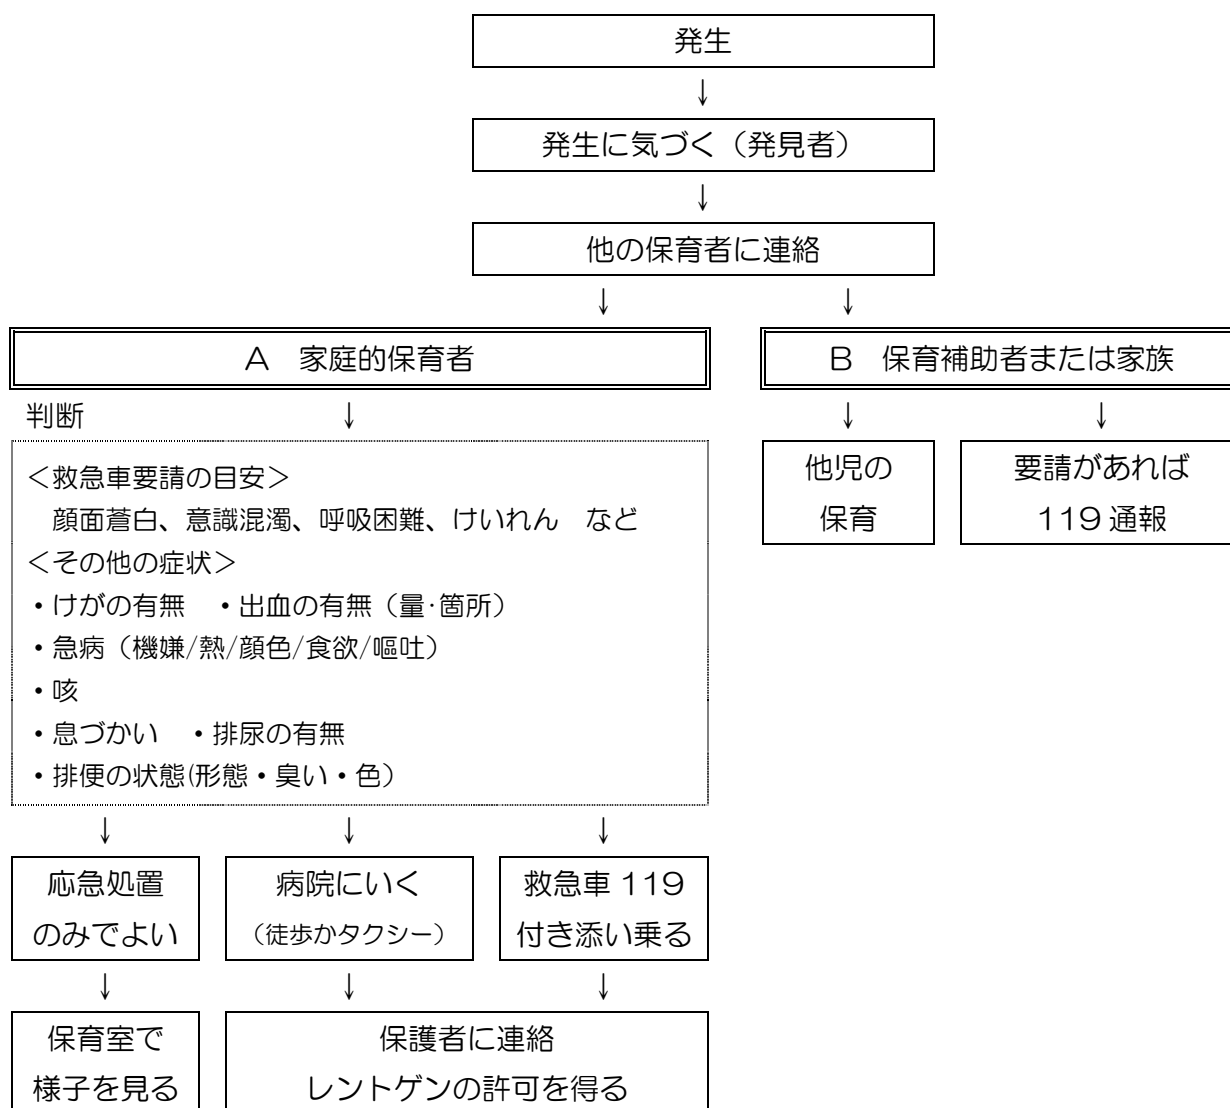 発生
↓
発生に気づく（発見者）
↓
他の保育者に連絡
↓ ↓
A　家庭的保育者
B　保育補助者または家族
判断 ↓
↓ ↓
＜救急車要請の目安＞
顔面蒼白、意識混濁、呼吸困難、けいれん　など
＜その他の症状＞
・けがの有無　・出血の有無（量・箇所）
・急病（機嫌/熱/顔色/食欲/嘔吐）
・咳
・息づかい　・排尿の有無
・排便の状態(形態・臭い・色）
他児の
保育
要請があれば
119通報
↓ ↓ ↓
応急処置
のみでよい
病院にいく
（徒歩かタクシー）
救急車 119
付き添い乗る
↓ ↓ ↓
保育室で
様子を見る
保護者に連絡
レントゲンの許可を得る